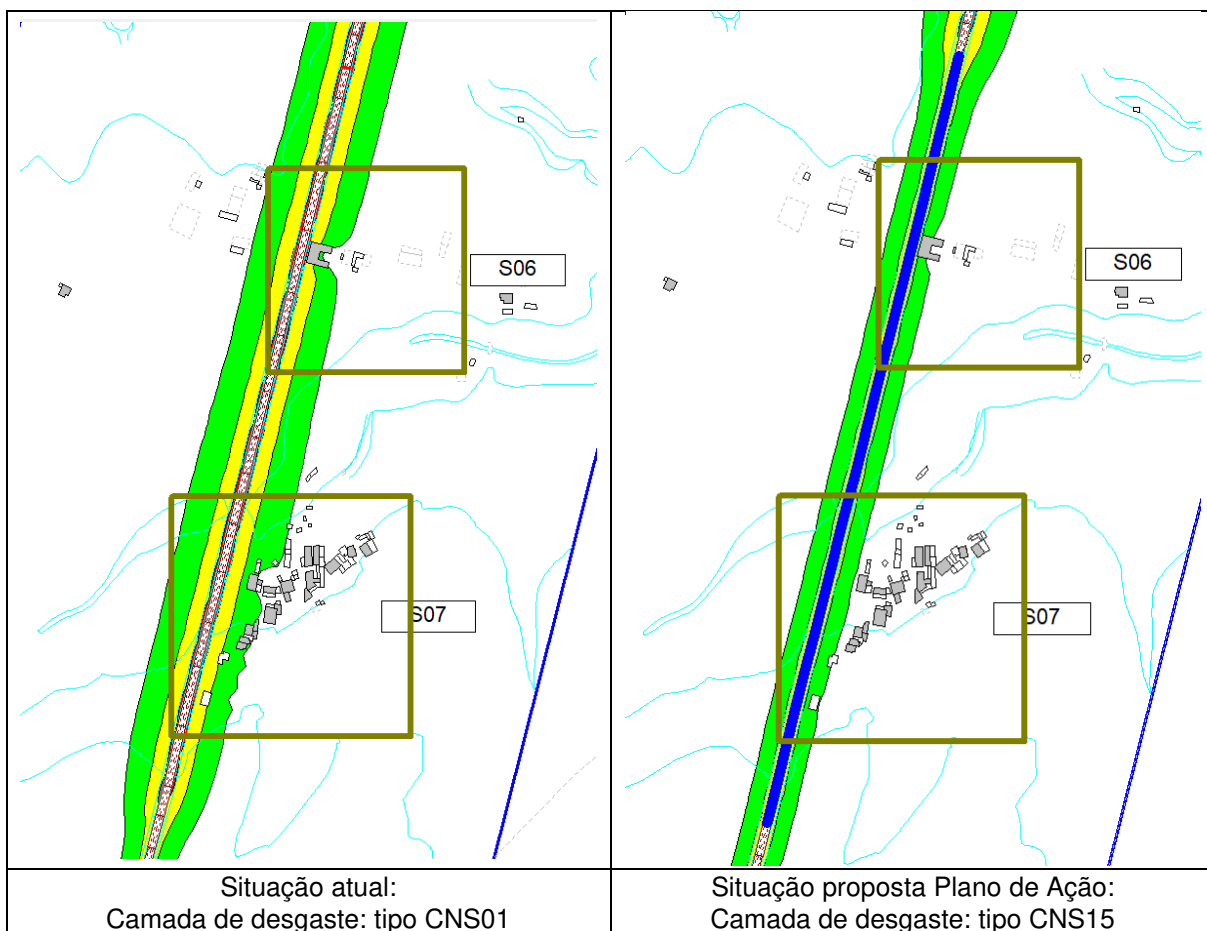 S06
S07
S06
S07
Situação atual:
Camada de desgaste: tipo CNS01
Situação proposta Plano de Ação:
Camada de desgaste: tipo CNS15